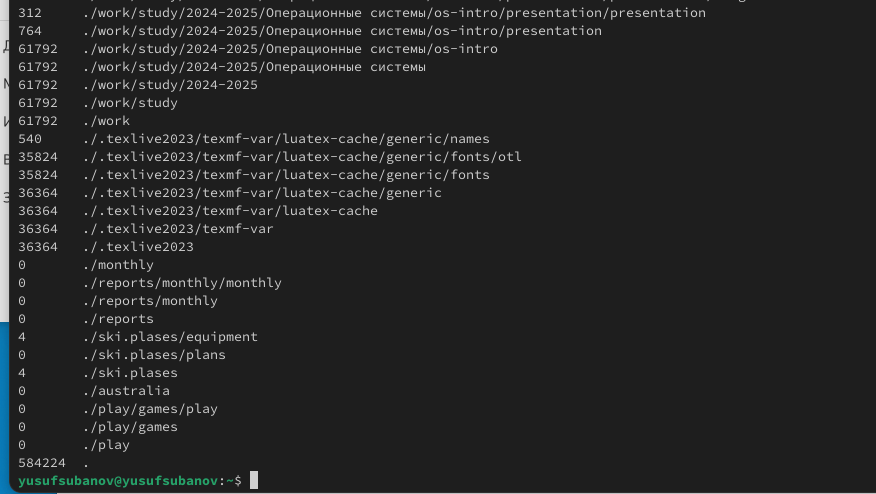 312     ./work/study/2024-2025/Операционные системы/os-intro/presentation/presentation
764     ./work/study/2024-2025/Операционные системы/os-intro/presentation
61792   ./work/study/2024-2025/Операционные системы/os-intro
61792   ./work/study/2024-2025/Операционные системы
61792   ./work/study/2024-2025
61792   ./work/study
61792   ./work
540     ./.texlive2023/texmf-var/luatex-cache/generic/names
35824   ./.texlive2023/texmf-var/luatex-cache/generic/fonts/otl
35824   ./.texlive2023/texmf-var/luatex-cache/generic/fonts
36364   ./.texlive2023/texmf-var/luatex-cache/generic
36364   ./.texlive2023/texmf-var/luatex-cache
36364   ./.texlive2023/texmf-var
36364   ./.texlive2023
0       ./monthly
0       ./reports/monthly/monthly
0       ./reports/monthly
0       ./reports
4       ./ski.plases/equipment
0       ./ski.plases/plans
4       ./ski.plases
0       ./australia
0       ./play/games/play
0       ./play/games
0       ./play
584224  .
yusufsubanov@yusufsubanov:~$